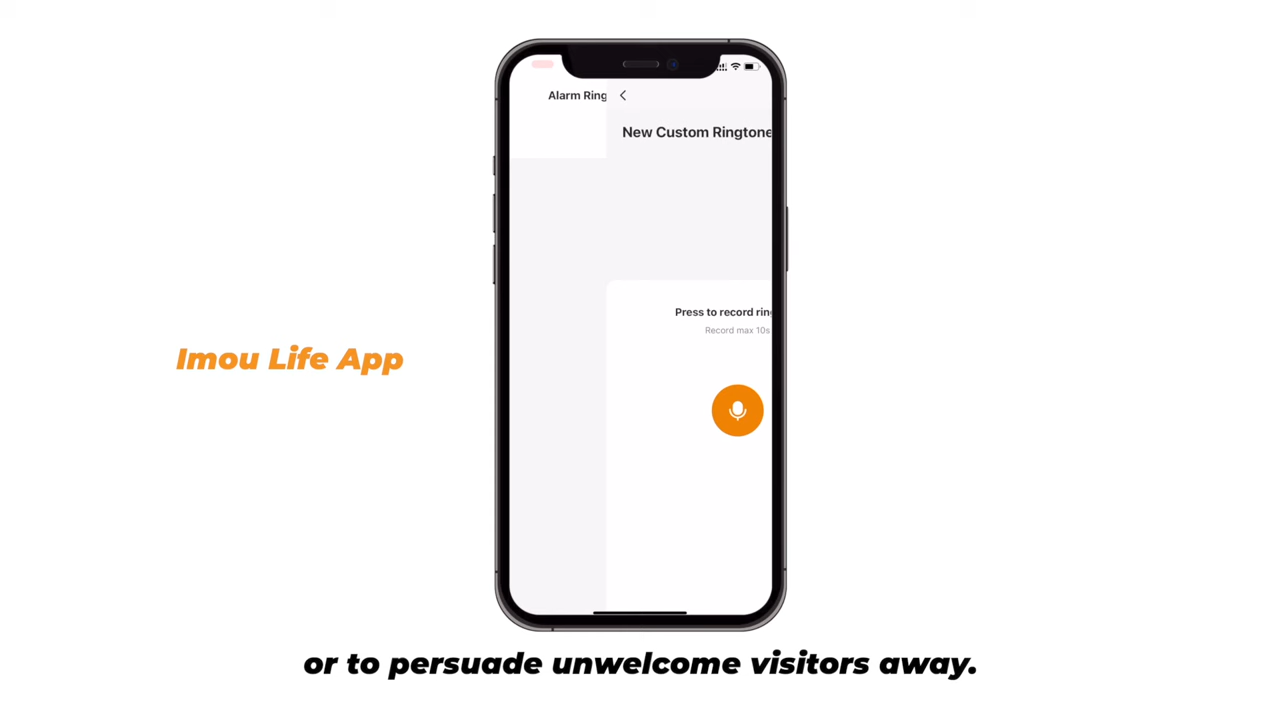 Alarm Ring
New Custom Ringtone
Press to record ring
Record max 10s
Imou Life App
or to persuade unwelcome visitors away.